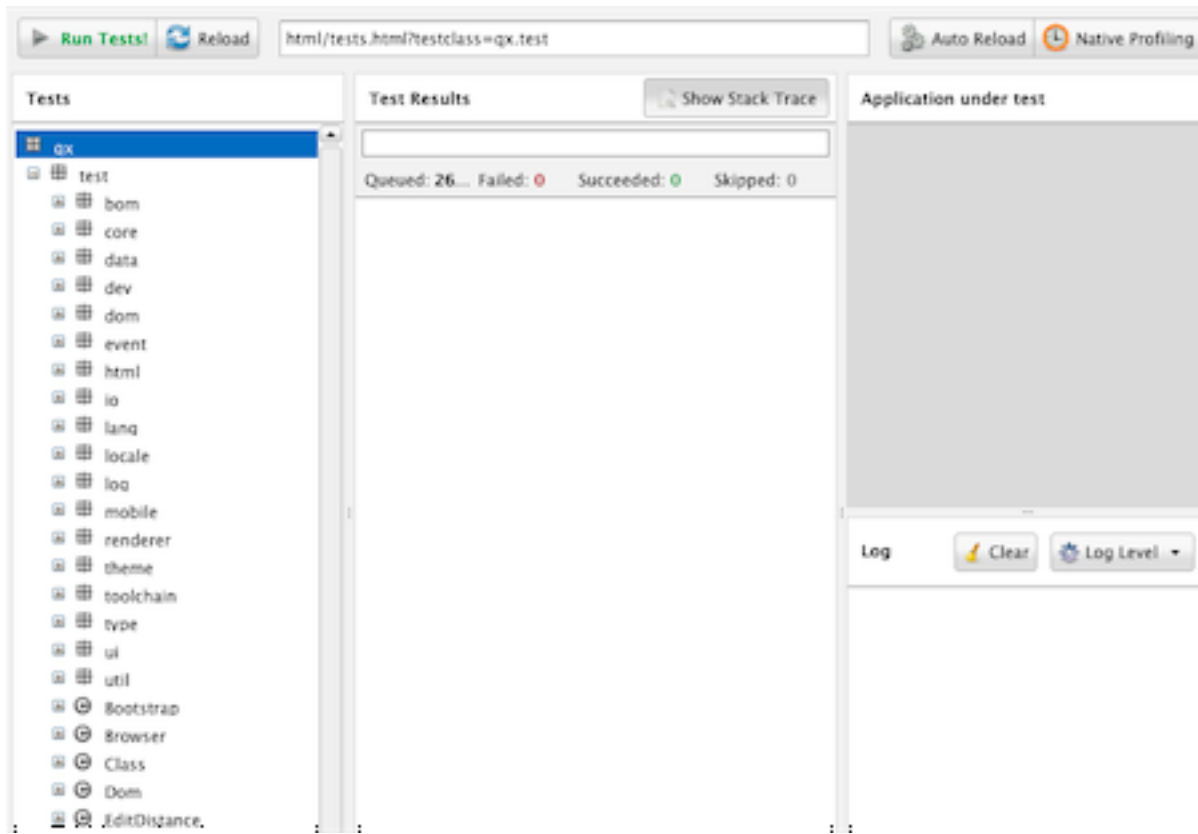 Run Tests! Reload html/tests.html?testclass=qx.test Auto Reload Native Profiling
Tests Test Results Show Stack Trace Application under test
qx
Queued: 26... Failed: 0 Succeeded: 0 Skipped: 0
test
bom
core
data
dev
dom
event
html
io
lang
locale
log
mobile
renderer
Log Clear Log Level
theme
toolchain
type
ui
util
Bootstrap
Browser
Class
Dom
EditDistance